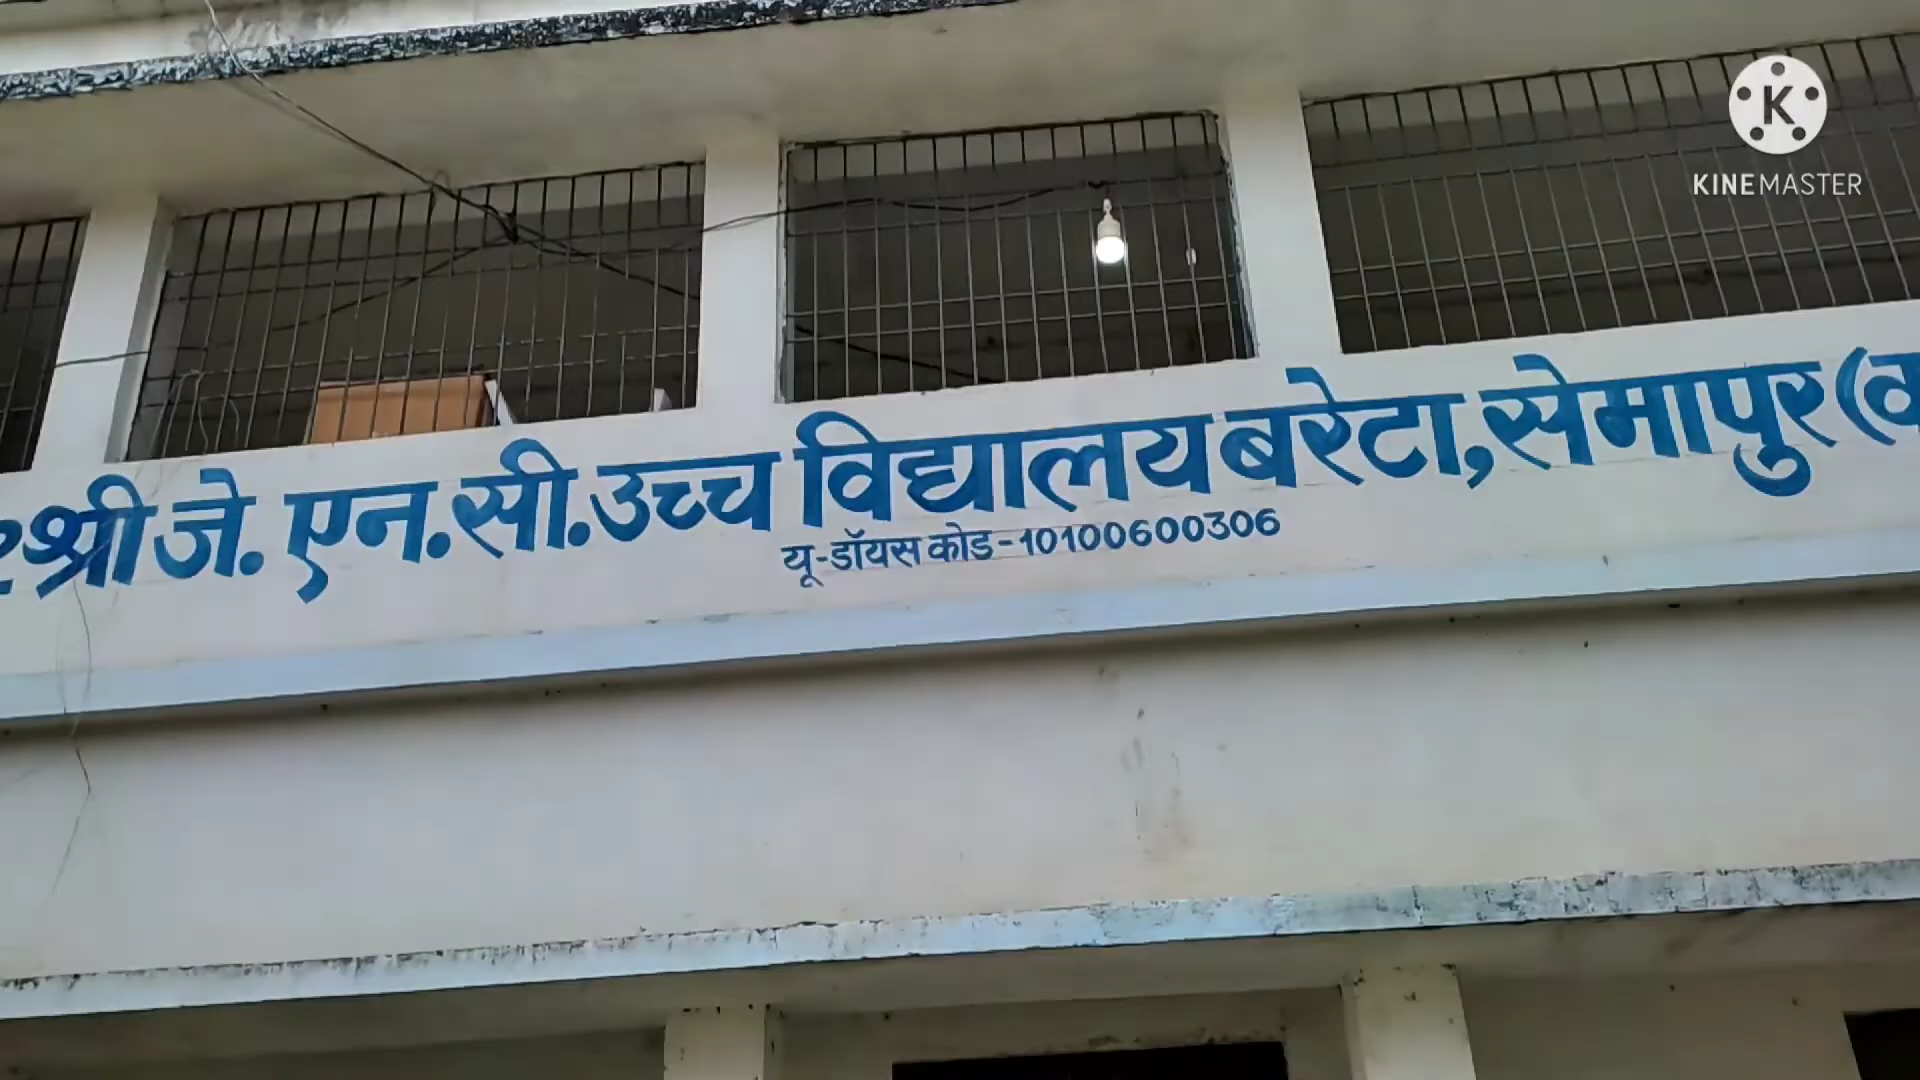 श्री जे. एन. सी. उच्च विद्यालय बरेटा, सेमापुर
यू-डॉयस कोड-10100600306
KINEMASTER